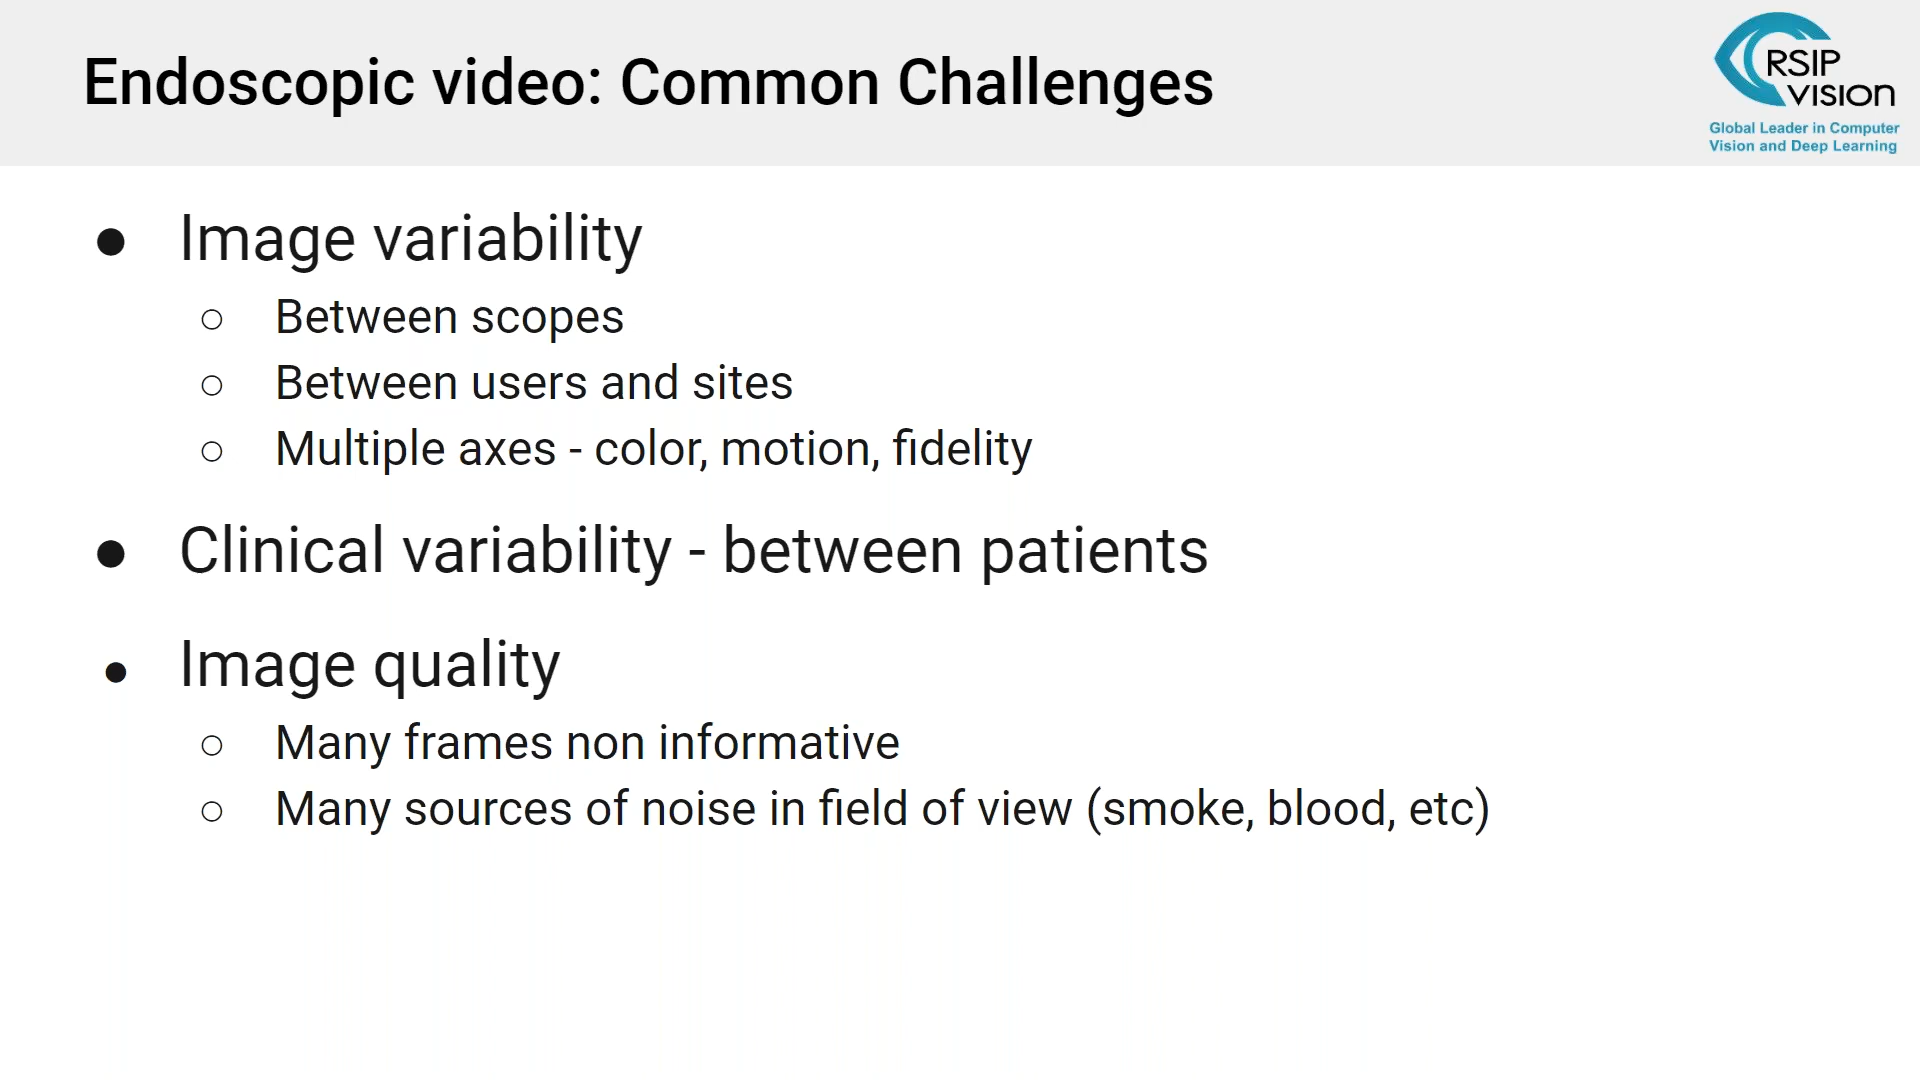 Endoscopic video: Common Challenges
RSIP
VISION
Global Leader in Computer
Vision and Deep Learning
● Image variability
○ Between scopes
○ Between users and sites
○ Multiple axes - color, motion, fidelity
● Clinical variability - between patients
● Image quality
○ Many frames non informative
○ Many sources of noise in field of view (smoke, blood, etc)